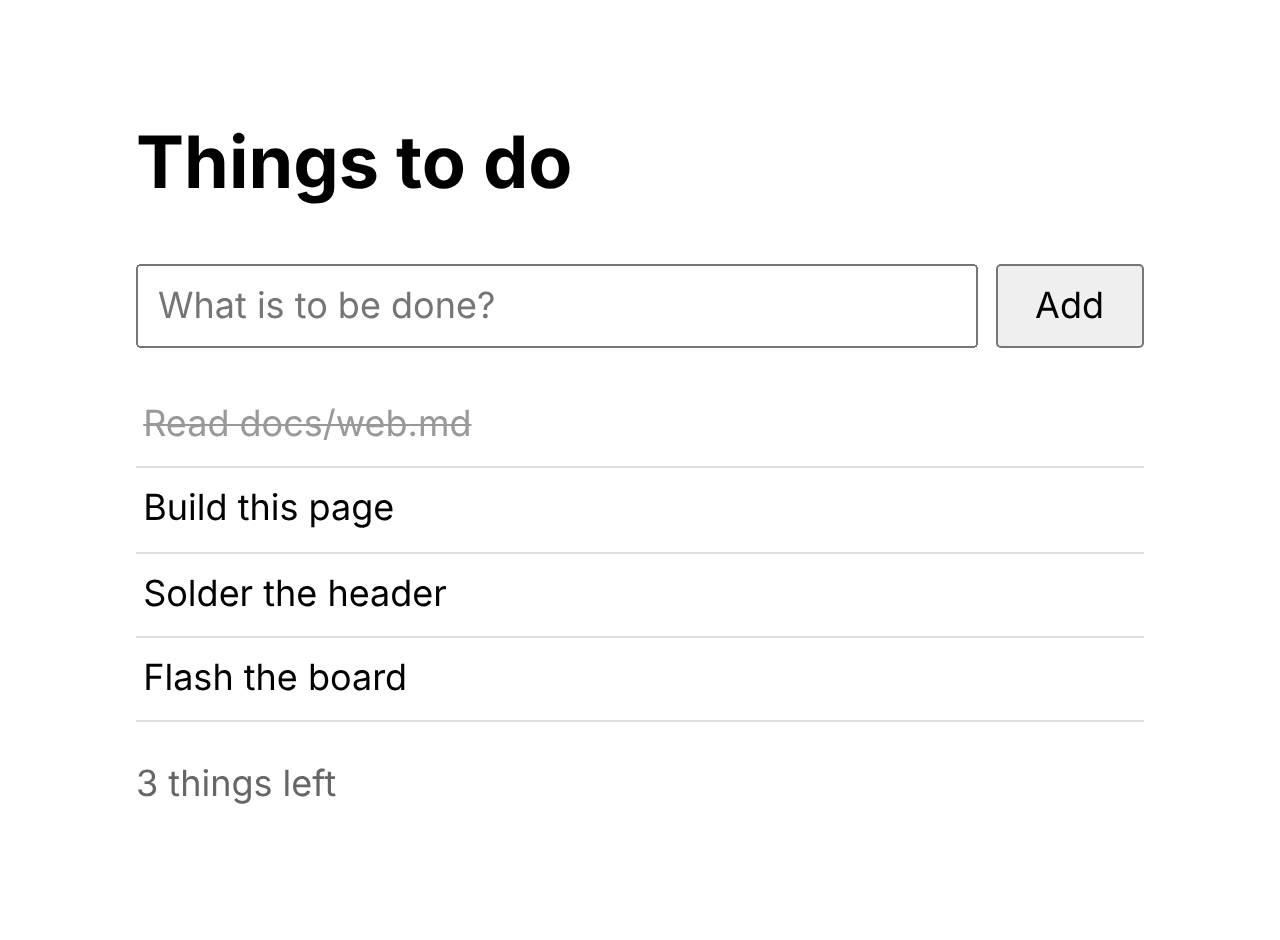 Things to do
What is to be done?
Add
Read docs/web.md
Build this page
Solder the header
Flash the board
3 things left